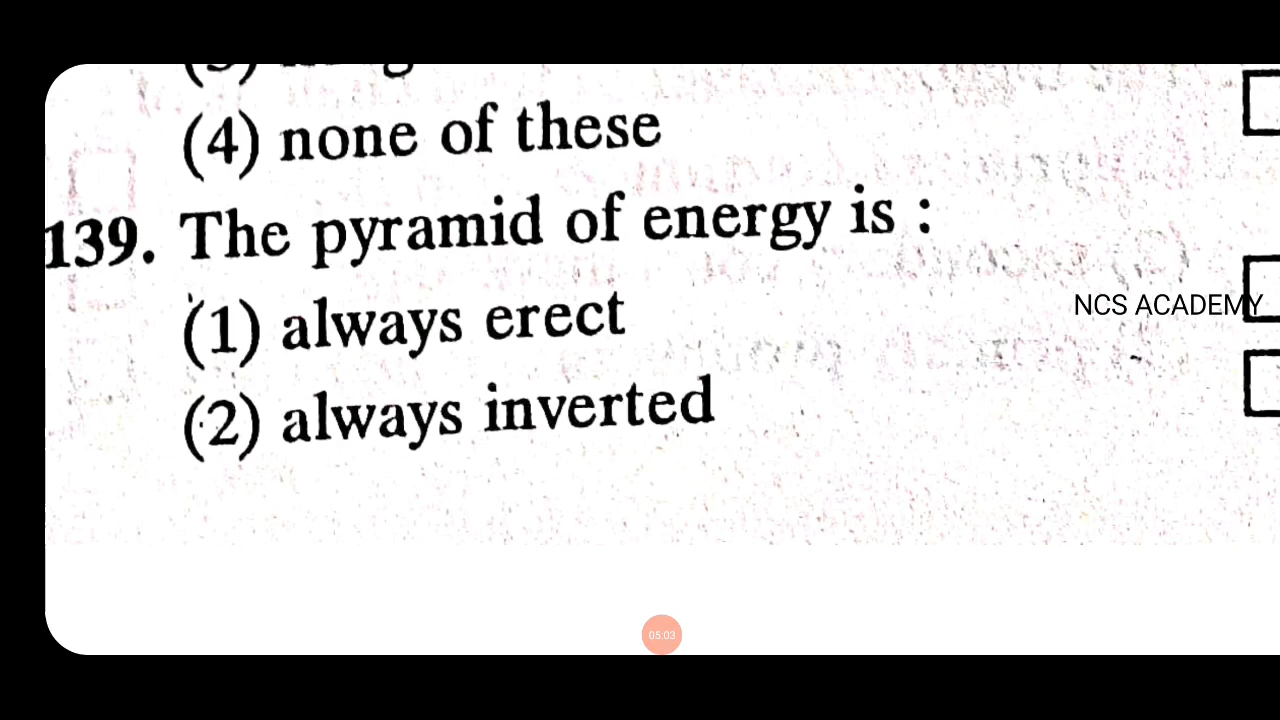 (4) none of these
139. The pyramid of energy is :
(1) always erect
NCS ACADEMY
(2) always inverted
05:03